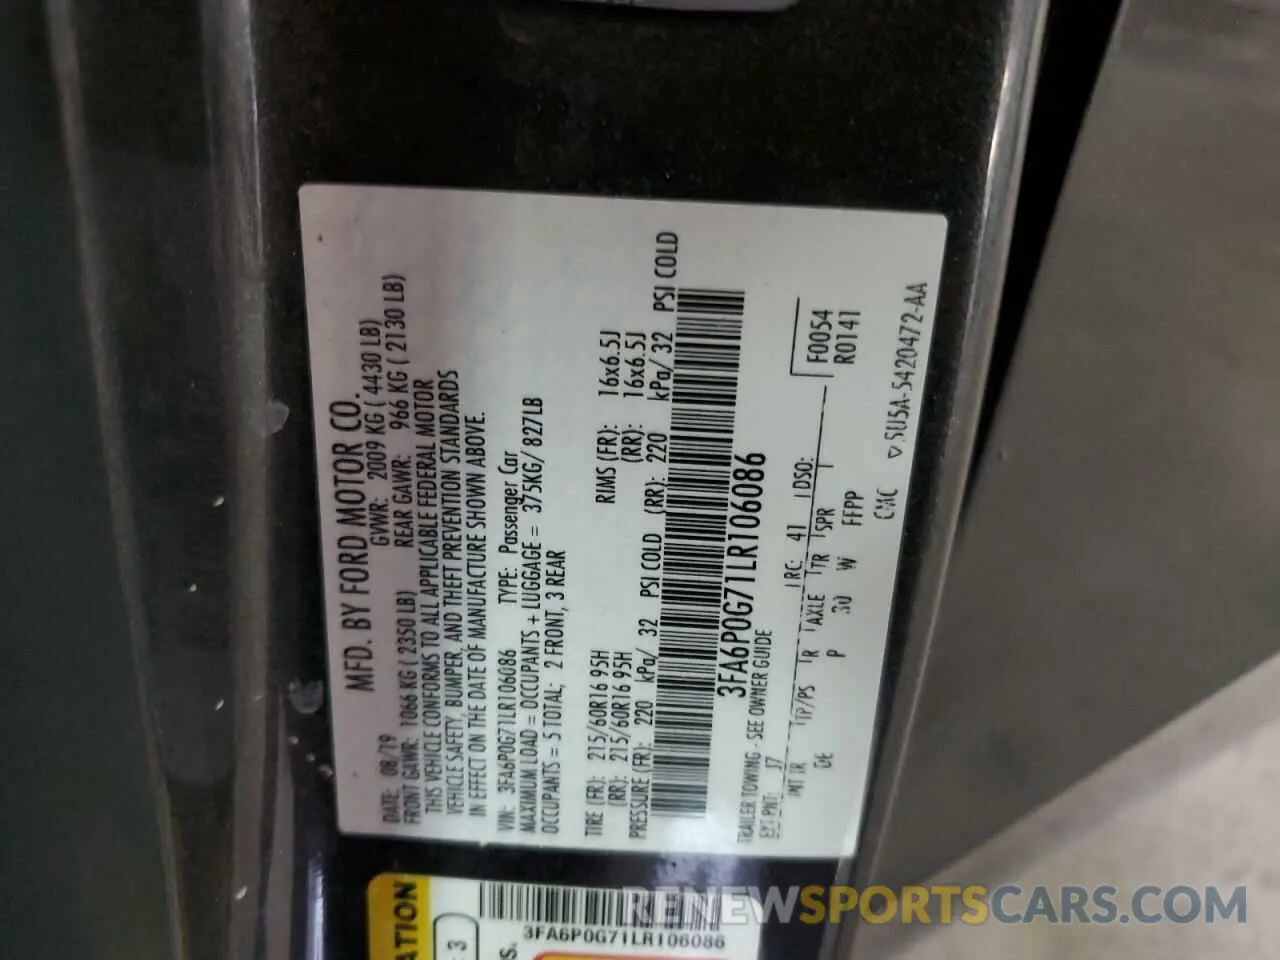 MFD. BY FORD MOTOR CO.
DATE: 08/19 GVWR: 2009 KG ( 4430 LB)
FRONT GAWR: 1066 KG ( 2350 LB) REAR GAWR: 966 KG ( 2130 LB)
THIS VEHICLE CONFORMS TO ALL APPLICABLE FEDERAL MOTOR
VEHICLE SAFETY, BUMPER, AND THEFT PREVENTION STANDARDS
IN EFFECT ON THE DATE OF MANUFACTURE SHOWN ABOVE.
VIN: 3FA6P0G71LR106086 TYPE: Passenger Car
MAXIMUM LOAD = OCCUPANTS + LUGGAGE = 375KG/ 827LB
OCCUPANTS = 5 TOTAL; 2 FRONT, 3 REAR
TIRE (FR): 215/60R16 95H RIMS (FR): 16x6.5J
(RR): 215/60R16 95H (RR): 16x6.5J
PRESSURE (FR): 220 kPa/ 32 PSI COLD (RR): 220 kPa/ 32 PSI COLD
3FA6P0G71LR106086
TRAILER TOWING - SEE OWNER GUIDE
EXT PNT: J7 RC: 41 DSO: F0054
INT TR TP/PS R AXLE TR SPR R0141
DE P 30 W FFPP
CMC 5U5A-5420472-AA
ATION
3
S.
3FA6P0G71LR106086
RENEWSPORTSCARS.COM